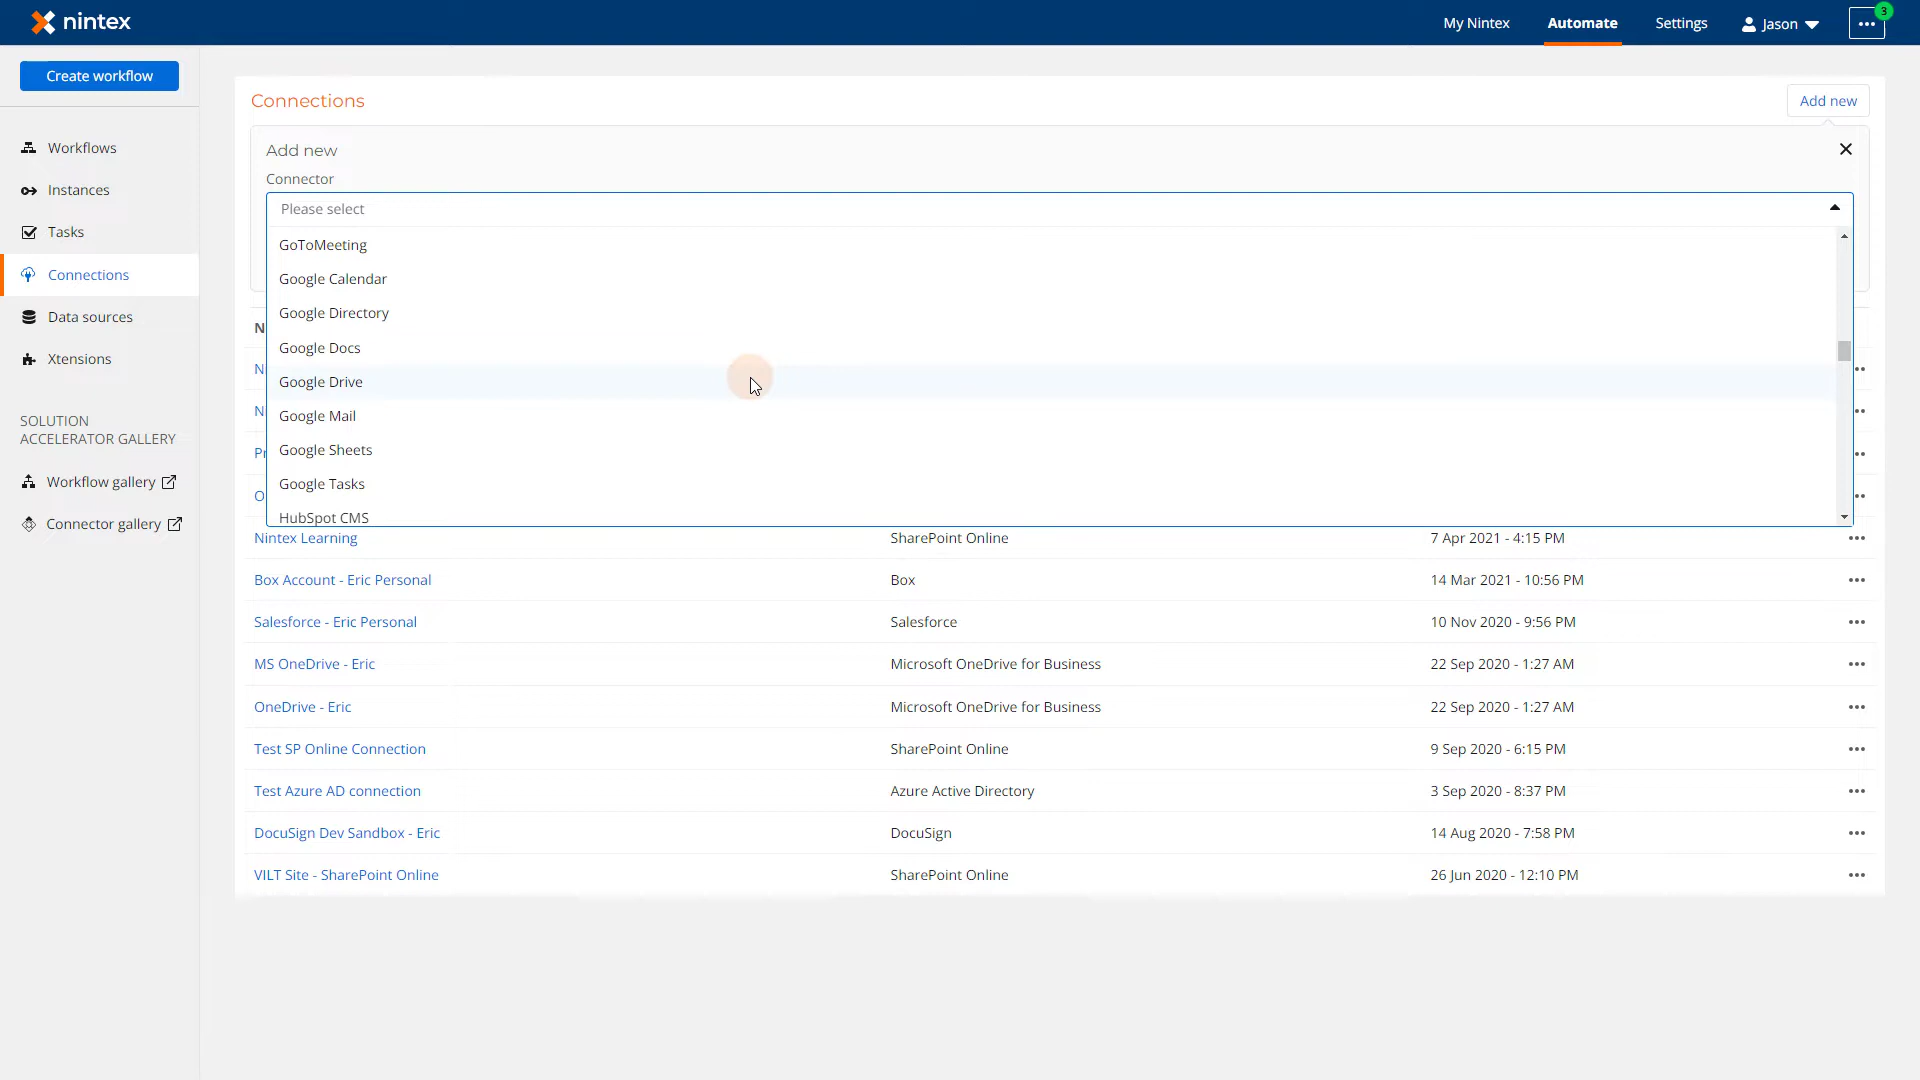 nintex
My Nintex
Automate
Settings
Jason
3
Create workflow
Workflows
Instances
Tasks
Connections
Data sources
Xtensions
SOLUTION
ACCELERATOR GALLERY
Workflow gallery
Connector gallery
Connections
Add new
Add new
Connector
Please select
GoToMeeting
Google Calendar
Google Directory
Google Docs
Google Drive
Google Mail
Google Sheets
Google Tasks
HubSpot CMS
N
N
N
Pr
O
Nintex Learning SharePoint Online 7 Apr 2021 - 4:15 PM
Box Account - Eric Personal Box 14 Mar 2021 - 10:56 PM
Salesforce - Eric Personal Salesforce 10 Nov 2020 - 9:56 PM
MS OneDrive - Eric Microsoft OneDrive for Business 22 Sep 2020 - 1:27 AM
OneDrive - Eric Microsoft OneDrive for Business 22 Sep 2020 - 1:27 AM
Test SP Online Connection SharePoint Online 9 Sep 2020 - 6:15 PM
Test Azure AD connection Azure Active Directory 3 Sep 2020 - 8:37 PM
DocuSign Dev Sandbox - Eric DocuSign 14 Aug 2020 - 7:58 PM
VILT Site - SharePoint Online SharePoint Online 26 Jun 2020 - 12:10 PM